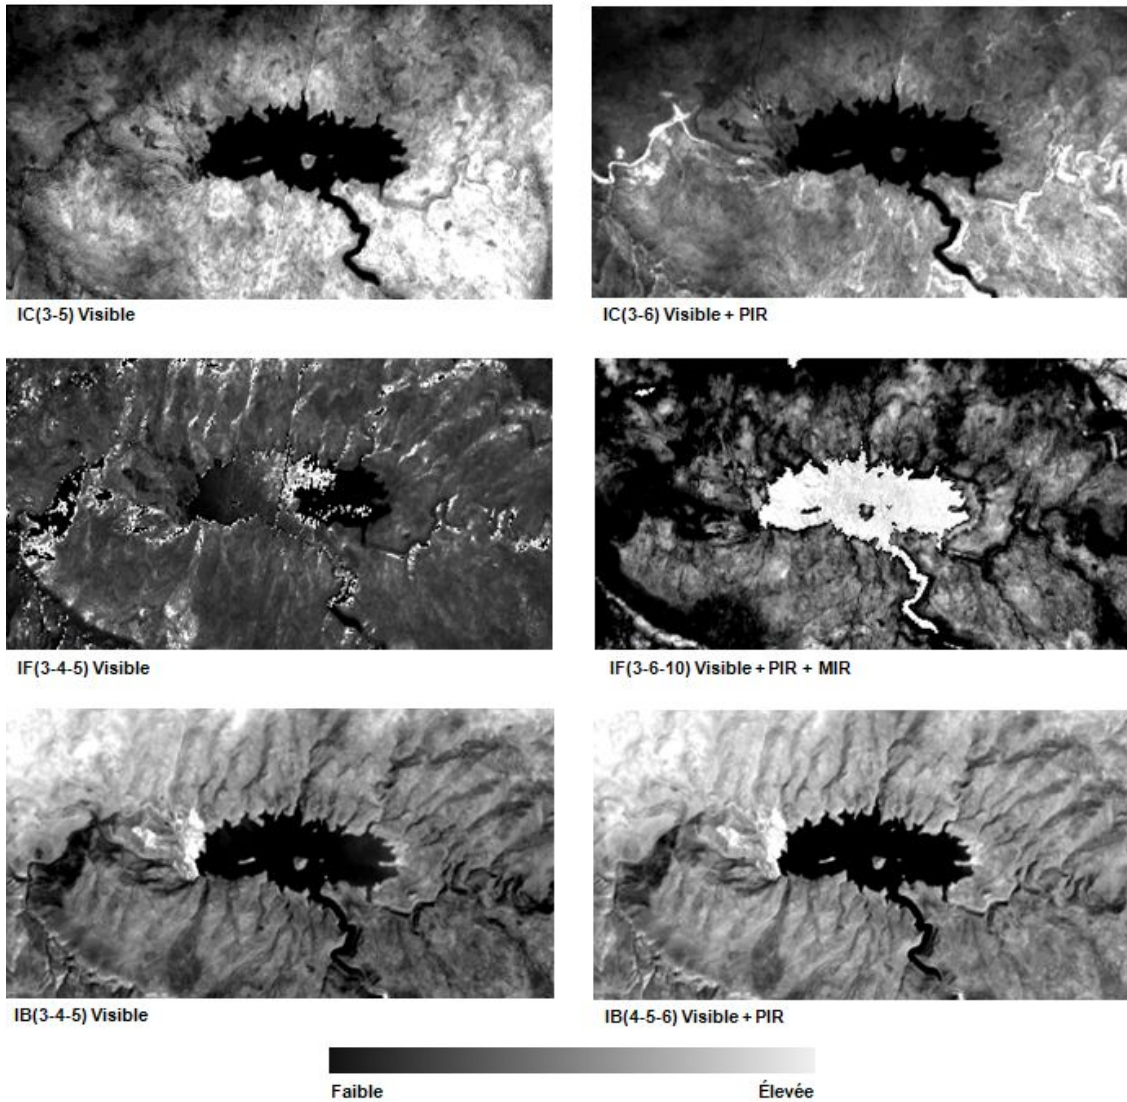 IC(3-5) Visible
IC(3-6) Visible + PIR
IF(3-4-5) Visible
IF(3-6-10) Visible + PIR + MIR
IB(3-4-5) Visible
IB(4-5-6) Visible + PIR
Faible
Élevée